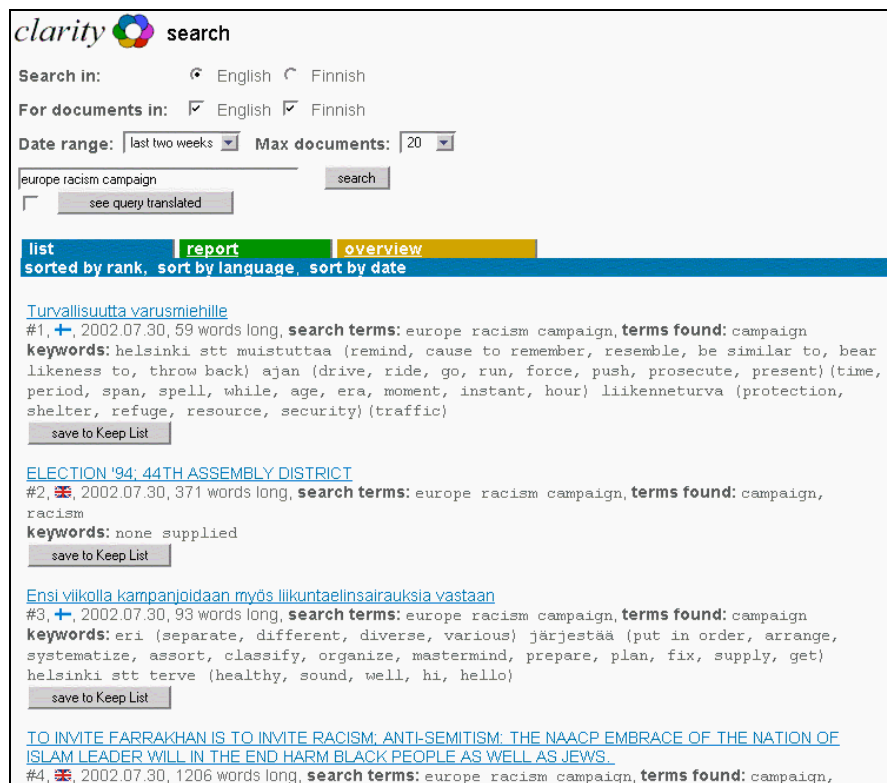 clarity search
Search in: English Finnish
For documents in: English Finnish
Date range: last two weeks Max documents: 20
europe racism campaign search
see query translated
list report overview
sorted by rank, sort by language, sort by date
Turvallisuutta varusmiehille
#1, , 2002.07.30, 59 words long, search terms: europe racism campaign, terms found: campaign
keywords: helsinki stt muistuttaa (remind, cause to remember, resemble, be similar to, bear
likeness to, throw back) ajan (drive, ride, go, run, force, push, prosecute, present) (time,
period, span, spell, while, age, era, moment, instant, hour) liikenneturva (protection,
shelter, refuge, resource, security) (traffic)
save to Keep List
ELECTION '94; 44TH ASSEMBLY DISTRICT
#2, , 2002.07.30, 371 words long, search terms: europe racism campaign, terms found: campaign,
racism
keywords: none supplied
save to Keep List
Ensi viikolla kampanjoidaan myös liikuntaelinsairauksia vastaan
#3, , 2002.07.30, 93 words long, search terms: europe racism campaign, terms found: campaign
keywords: eri (separate, different, diverse, various) järjestää (put in order, arrange,
systematize, assort, classify, organize, mastermind, prepare, plan, fix, supply, get)
helsinki stt terve (healthy, sound, well, hi, hello)
save to Keep List
TO INVITE FARRAKHAN IS TO INVITE RACISM; ANTI-SEMITISM: THE NAACP EMBRACE OF THE NATION OF
ISLAM LEADER WILL IN THE END HARM BLACK PEOPLE AS WELL AS JEWS.
#4, , 2002.07.30, 1206 words long, search terms: europe racism campaign, terms found: campaign,